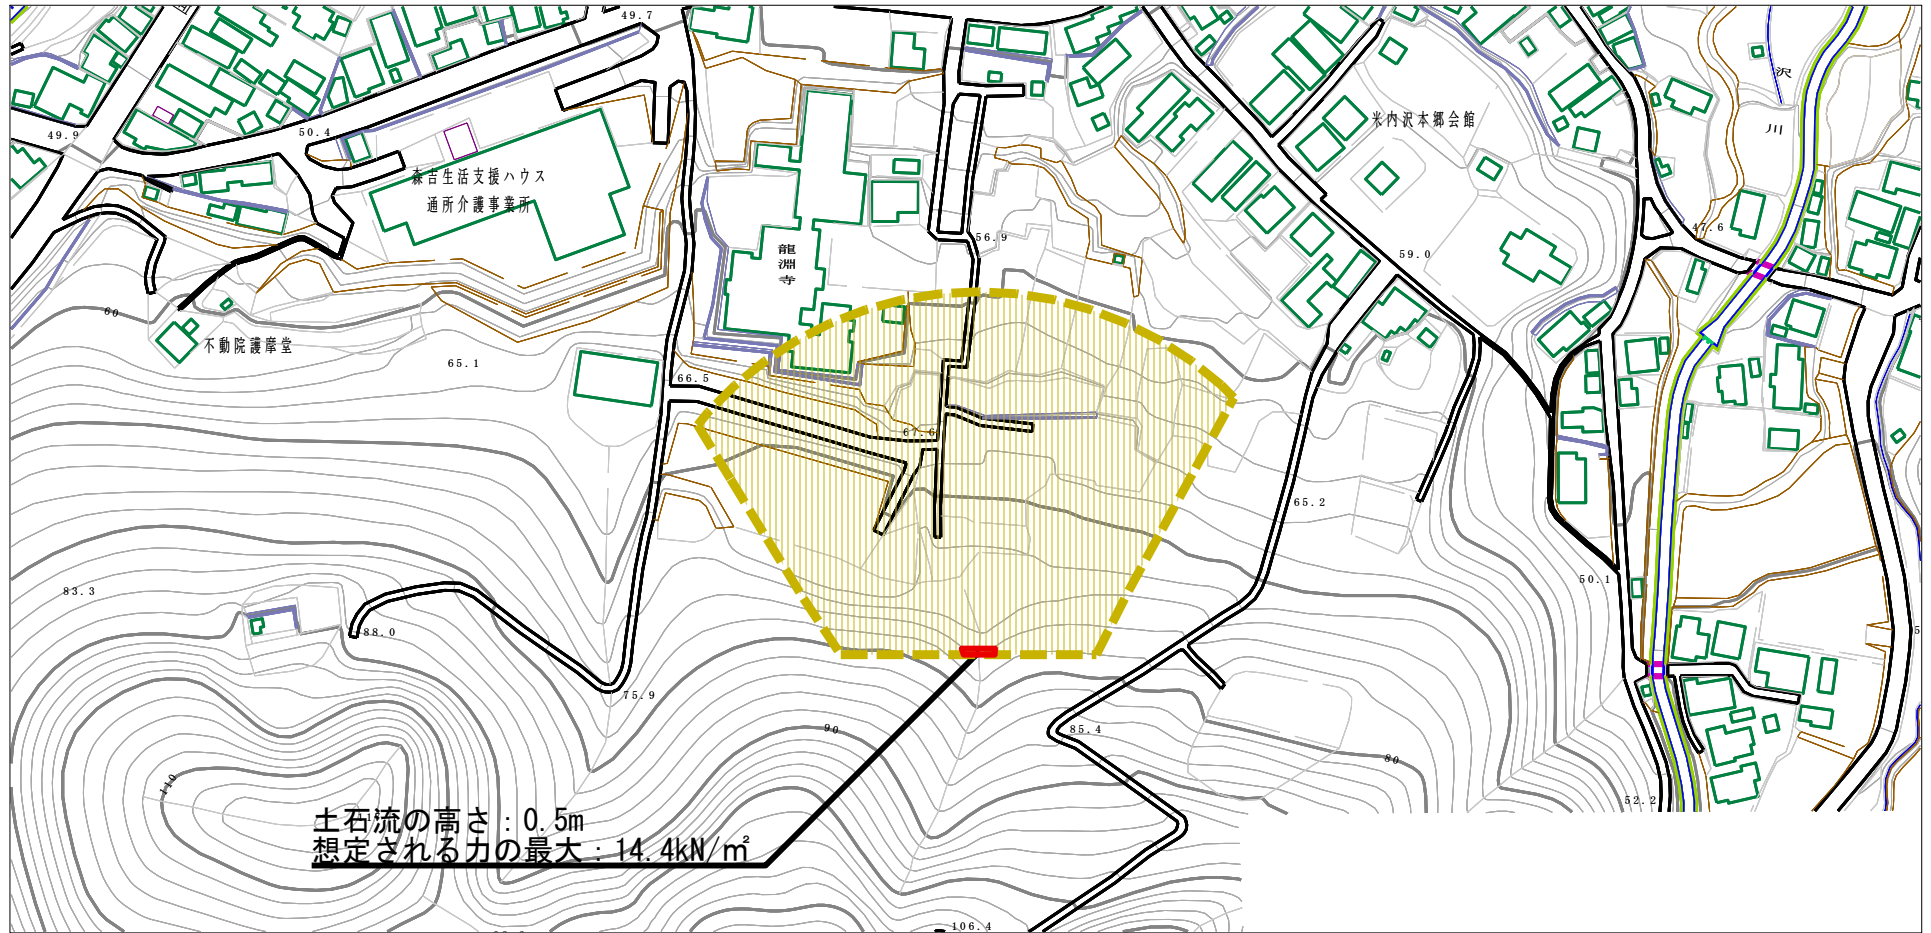 49.7
沢
49.9
50.4
米内沢本郷会館
川
森吉生活支援ハウス
通所介護事業所
龍淵寺
56.9
47.6
59.0
60
不動院護摩堂
65.1
66.5
67.6
65.2
50.1
83.3
88.0
75.9
90
85.4
80
110
52.2
土石流の高さ：0.5m
想定される力の最大：14.4kN/㎡
106.4